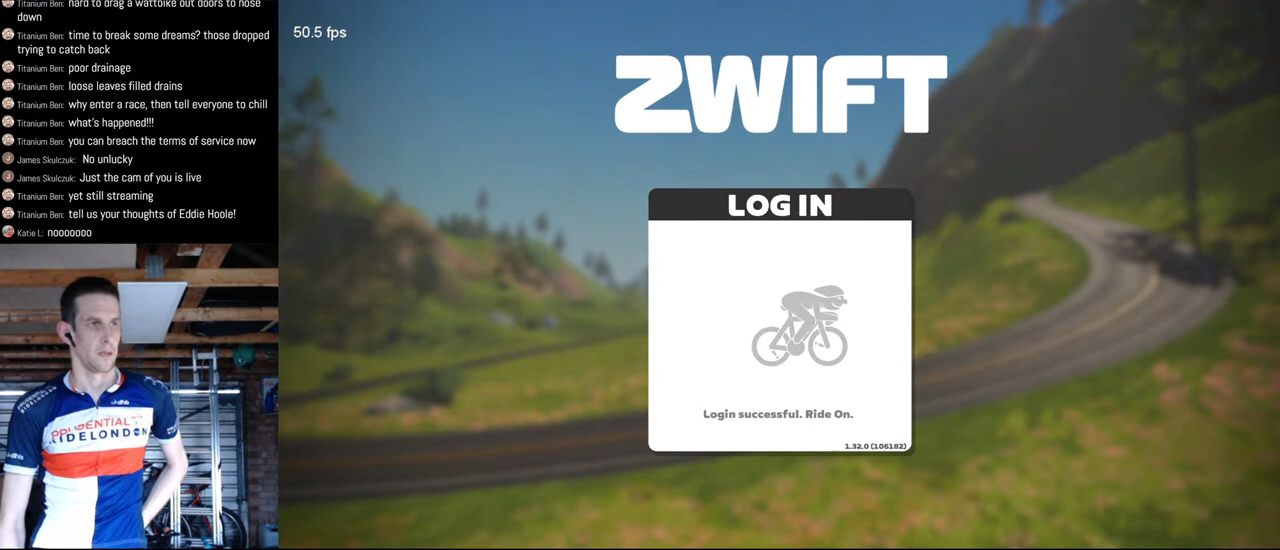 Titanium Ben: hard to drag a wattbike out doors to hose
down
Titanium Ben: time to break some dreams? those dropped
trying to catch back
Titanium Ben: poor drainage
Titanium Ben: loose leaves filled drains
Titanium Ben: why enter a race, then tell everyone to chill
Titanium Ben: what's happened!!!
Titanium Ben: you can breach the terms of service now
J James Skulczuk: No unlucky
J James Skulczuk: Just the cam of you is live
Titanium Ben: yet still streaming
Titanium Ben: tell us your thoughts of Eddie Hoole!
Katie L: nooooooo
50.5 fps
ZWIFT
LOG IN
Login successful. Ride On.
1.32.0 (106182)
PRUDENTIAL
RIDELONDON